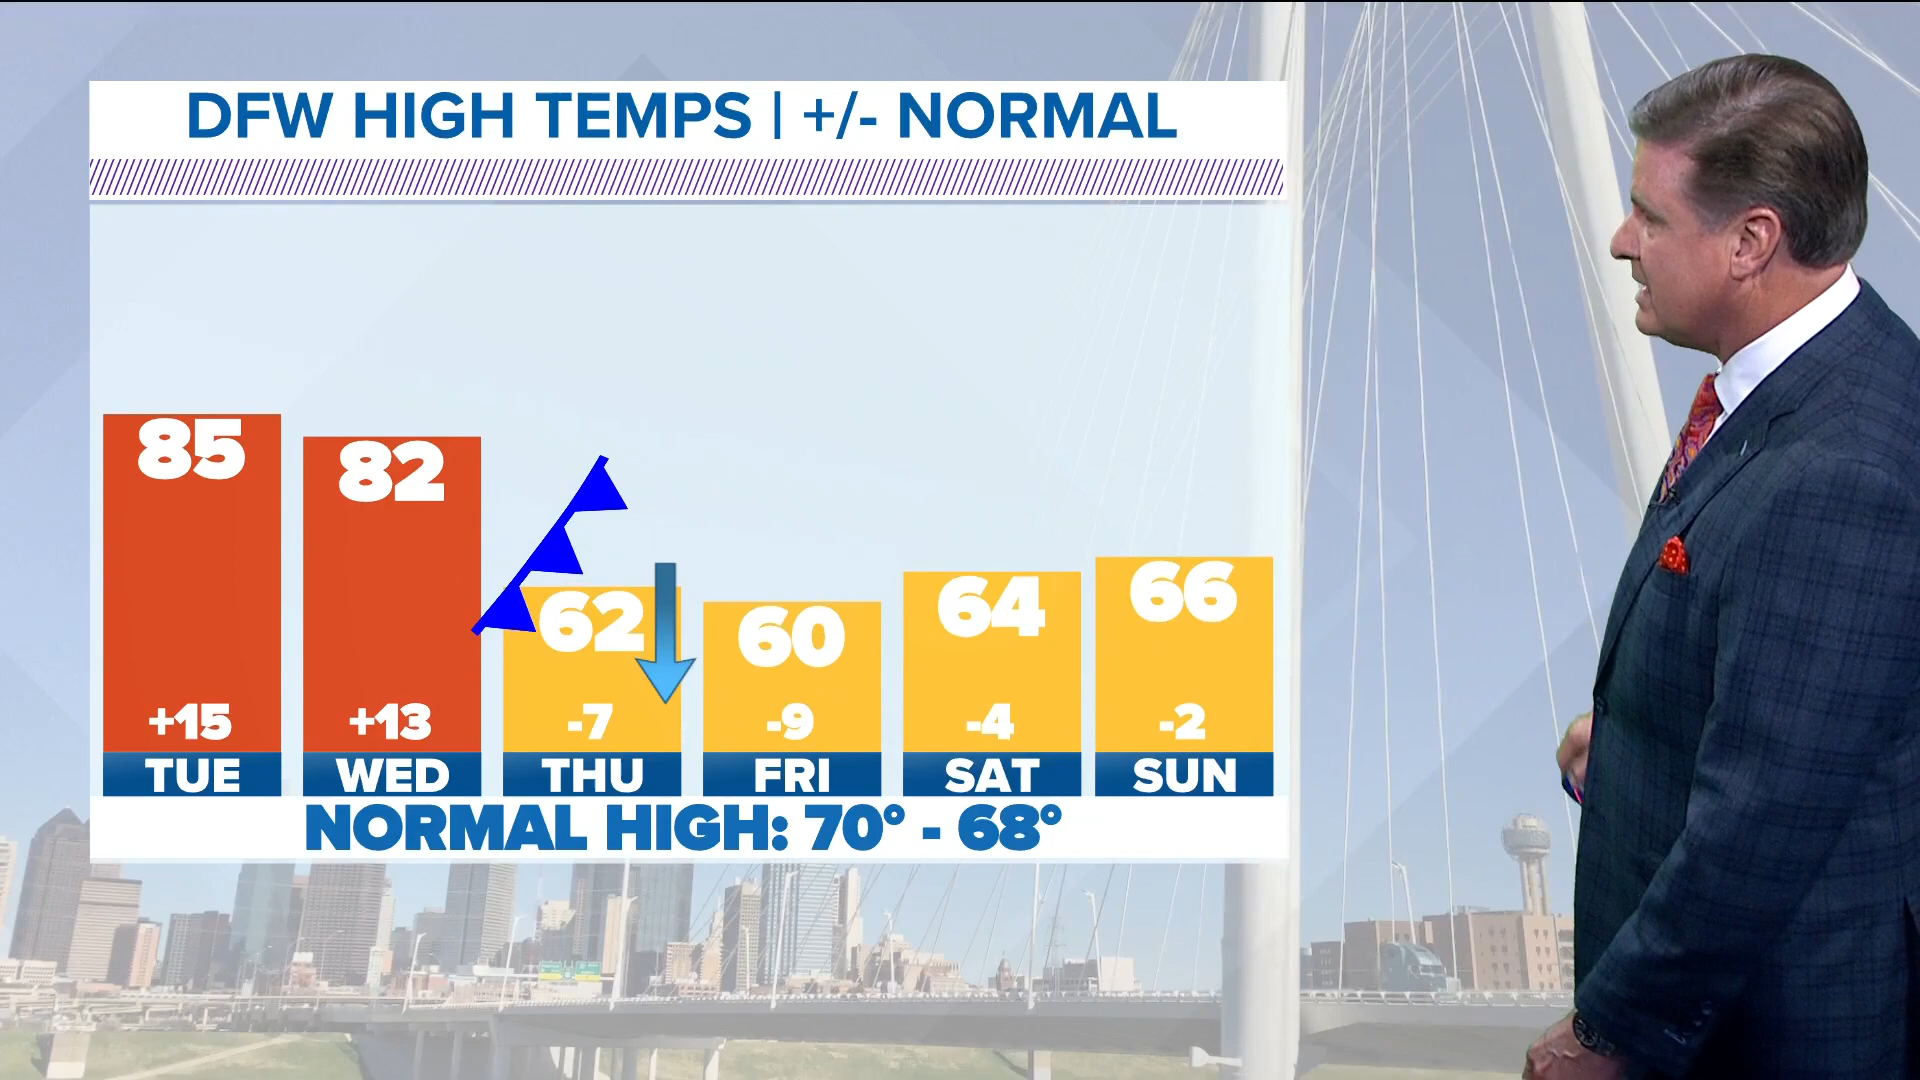 DFW HIGH TEMPS | +/- NORMAL
85 82 62 60 64 66
+15 +13 -7 -9 -4 -2
TUE WED THU FRI SAT SUN
NORMAL HIGH: 70° - 68°